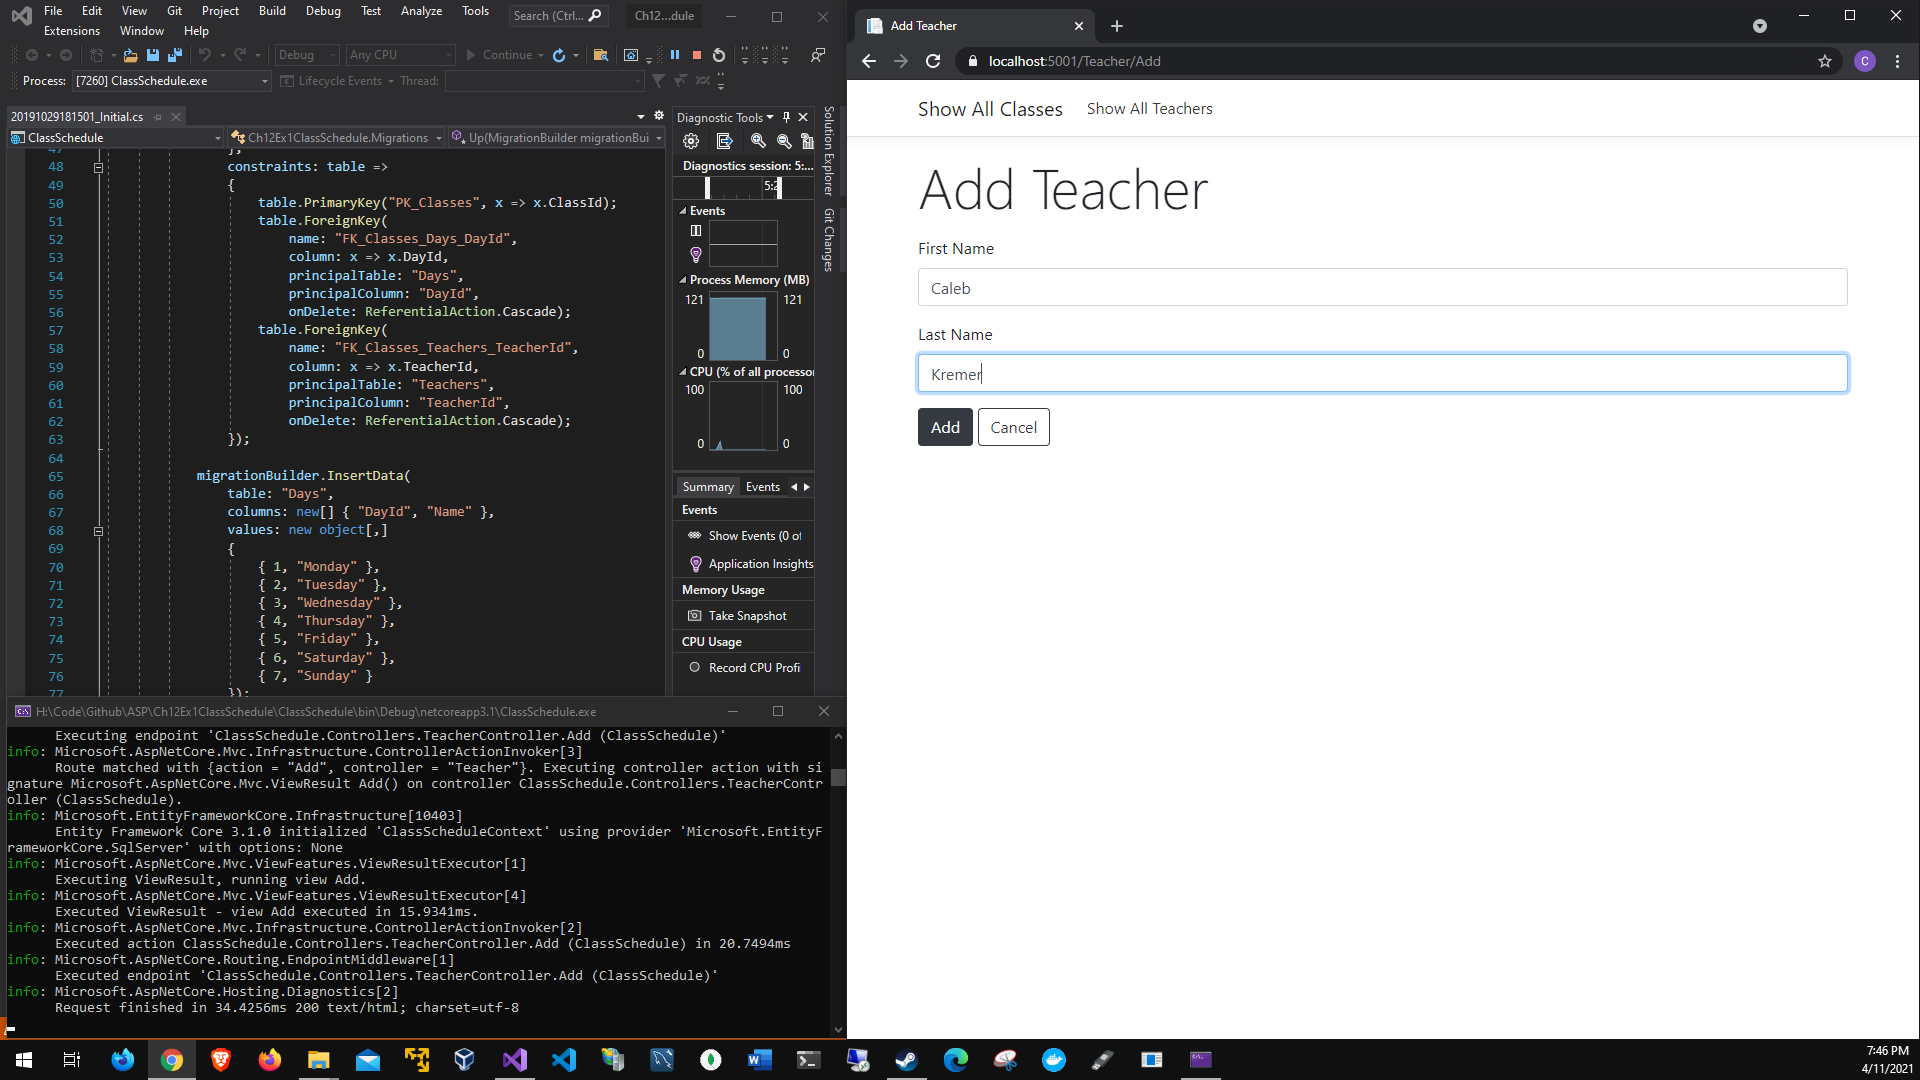 File Edit View Git Project Build Debug Test Analyze Tools
Search (Ctrl...
Ch12...dule
Extensions Window Help
Debug Any CPU Continue
Process: [7260] ClassSchedule.exe Lifecycle Events Thread:
20191029181501_Initial.cs
ClassSchedule Ch12Ex1ClassSchedule.Migrations Up(MigrationBuilder migrationBui
47 },
48 constraints: table =>
49 {
50 table.PrimaryKey("PK_Classes", x => x.ClassId);
51 table.ForeignKey(
52 name: "FK_Classes_Days_DayId",
53 column: x => x.DayId,
54 principalTable: "Days",
55 principalColumn: "DayId",
56 onDelete: ReferentialAction.Cascade);
57 table.ForeignKey(
58 name: "FK_Classes_Teachers_TeacherId",
59 column: x => x.TeacherId,
60 principalTable: "Teachers",
61 principalColumn: "TeacherId",
62 onDelete: ReferentialAction.Cascade);
63 });
64
65 migrationBuilder.InsertData(
66 table: "Days",
67 columns: new[] { "DayId", "Name" },
68 values: new object[,]
69 {
70 { 1, "Monday" },
71 { 2, "Tuesday" },
72 { 3, "Wednesday" },
73 { 4, "Thursday" },
74 { 5, "Friday" },
75 { 6, "Saturday" },
76 { 7, "Sunday" }
77 });
Diagnostic Tools
Diagnostics session: 5:...
5:2
Events
Process Memory (MB)
121 121
0 0
CPU (% of all processor
100 100
0 0
Summary Events
Events
Show Events (0 of
Application Insights
Memory Usage
Take Snapshot
CPU Usage
Record CPU Profi
Solution Explorer
Git Changes
H:\Code\Github\ASP\Ch12Ex1ClassSchedule\ClassSchedule\bin\Debug\netcoreapp3.1\ClassSchedule.exe
Executing endpoint 'ClassSchedule.Controllers.TeacherController.Add (ClassSchedule)'
info: Microsoft.AspNetCore.Mvc.Infrastructure.ControllerActionInvoker[3]
Route matched with {action = "Add", controller = "Teacher"}. Executing controller action with si
gnature Microsoft.AspNetCore.Mvc.ViewResult Add() on controller ClassSchedule.Controllers.TeacherContr
oller (ClassSchedule).
info: Microsoft.EntityFrameworkCore.Infrastructure[10403]
Entity Framework Core 3.1.0 initialized 'ClassScheduleContext' using provider 'Microsoft.EntityF
rameworkCore.SqlServer' with options: None
info: Microsoft.AspNetCore.Mvc.ViewFeatures.ViewResultExecutor[1]
Executing ViewResult, running view Add.
info: Microsoft.AspNetCore.Mvc.ViewFeatures.ViewResultExecutor[4]
Executed ViewResult - view Add executed in 15.9341ms.
info: Microsoft.AspNetCore.Mvc.Infrastructure.ControllerActionInvoker[2]
Executed action ClassSchedule.Controllers.TeacherController.Add (ClassSchedule) in 20.7494ms
info: Microsoft.AspNetCore.Routing.EndpointMiddleware[1]
Executed endpoint 'ClassSchedule.Controllers.TeacherController.Add (ClassSchedule)'
info: Microsoft.AspNetCore.Hosting.Diagnostics[2]
Request finished in 34.4256ms 200 text/html; charset=utf-8
Add Teacher
localhost:5001/Teacher/Add
C
Show All Classes Show All Teachers
Add Teacher
First Name
Caleb
Last Name
Kremer
Add Cancel
7:46 PM
4/11/2021